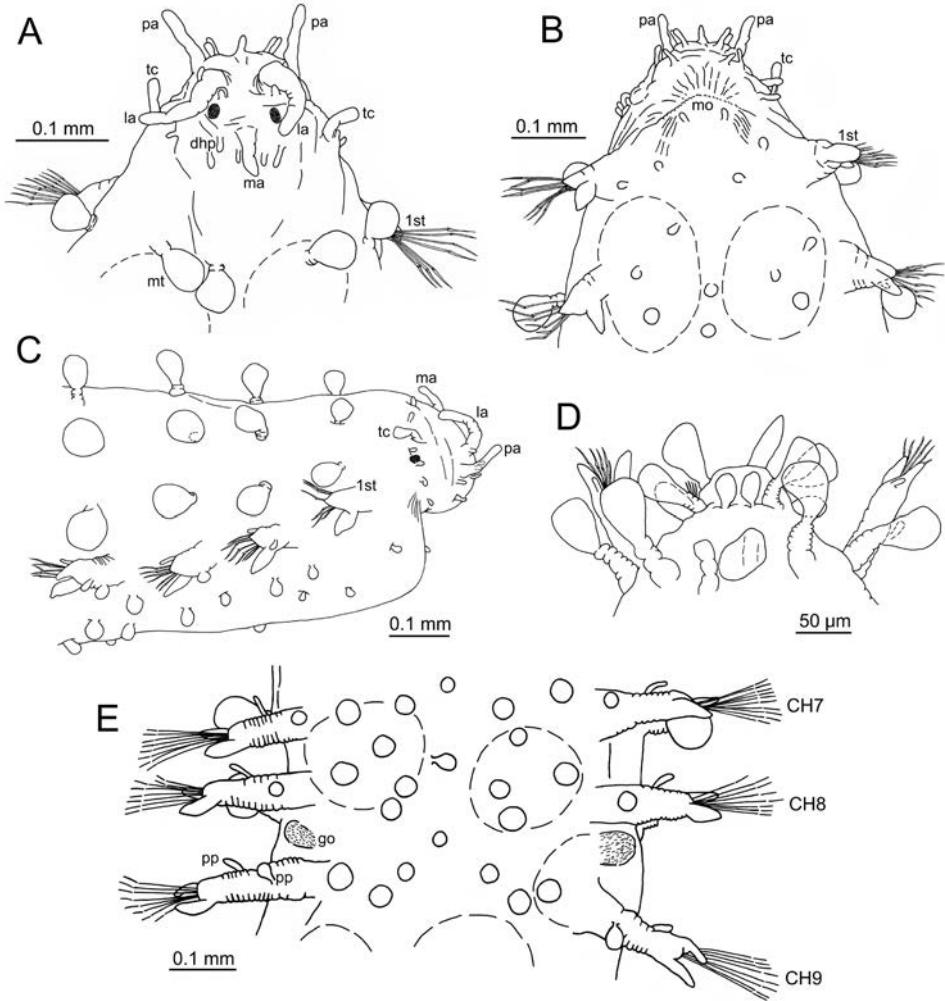 A
pa
pa
tc
la
tc
la
0.1 mm
dhp
ma
1st
mt
B
pa
pa
tc
mo
0.1 mm
1st
C
ma
la
tc
pa
1st
0.1 mm
D
50 µm
E
CH7
CH8
go
pp
pp
0.1 mm
CH9